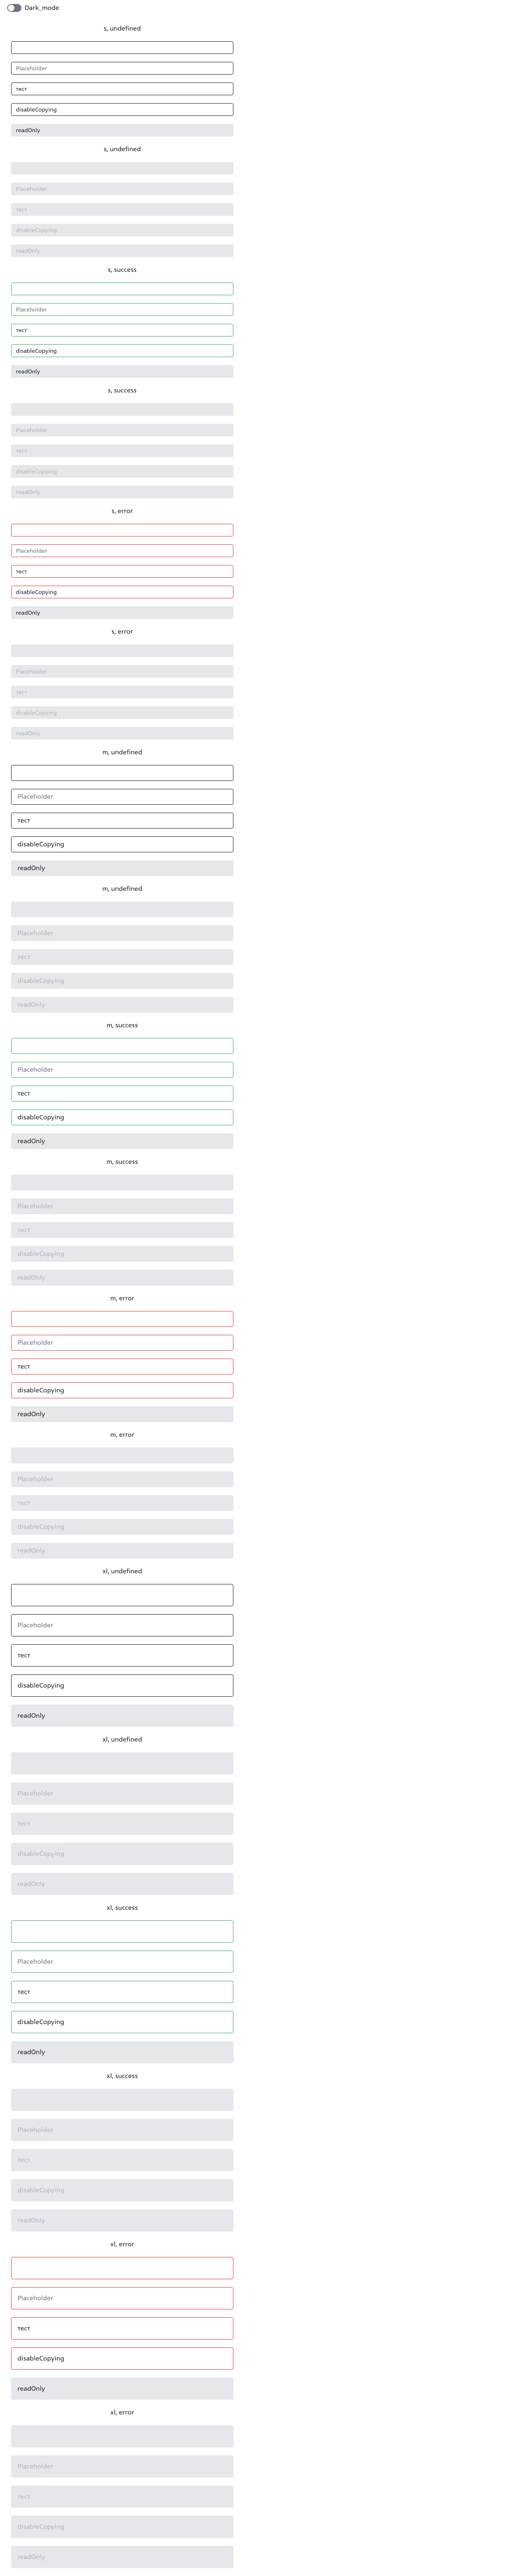 Dark_mode
s, undefined
Placeholder
тест
disableCopying
readOnly
s, undefined
Placeholder
тест
disableCopying
readOnly
s, success
Placeholder
тест
disableCopying
readOnly
s, success
Placeholder
тест
disableCopying
readOnly
s, error
Placeholder
тест
disableCopying
readOnly
s, error
Placeholder
тест
disableCopying
readOnly
m, undefined
Placeholder
тест
disableCopying
readOnly
m, undefined
Placeholder
тест
disableCopying
readOnly
m, success
Placeholder
тест
disableCopying
readOnly
m, success
Placeholder
тест
disableCopying
readOnly
m, error
Placeholder
тест
disableCopying
readOnly
m, error
Placeholder
тест
disableCopying
readOnly
xl, undefined
Placeholder
тест
disableCopying
readOnly
xl, undefined
Placeholder
тест
disableCopying
readOnly
xl, success
Placeholder
тест
disableCopying
readOnly
xl, success
Placeholder
тест
disableCopying
readOnly
xl, error
Placeholder
тест
disableCopying
readOnly
xl, error
Placeholder
тест
disableCopying
readOnly